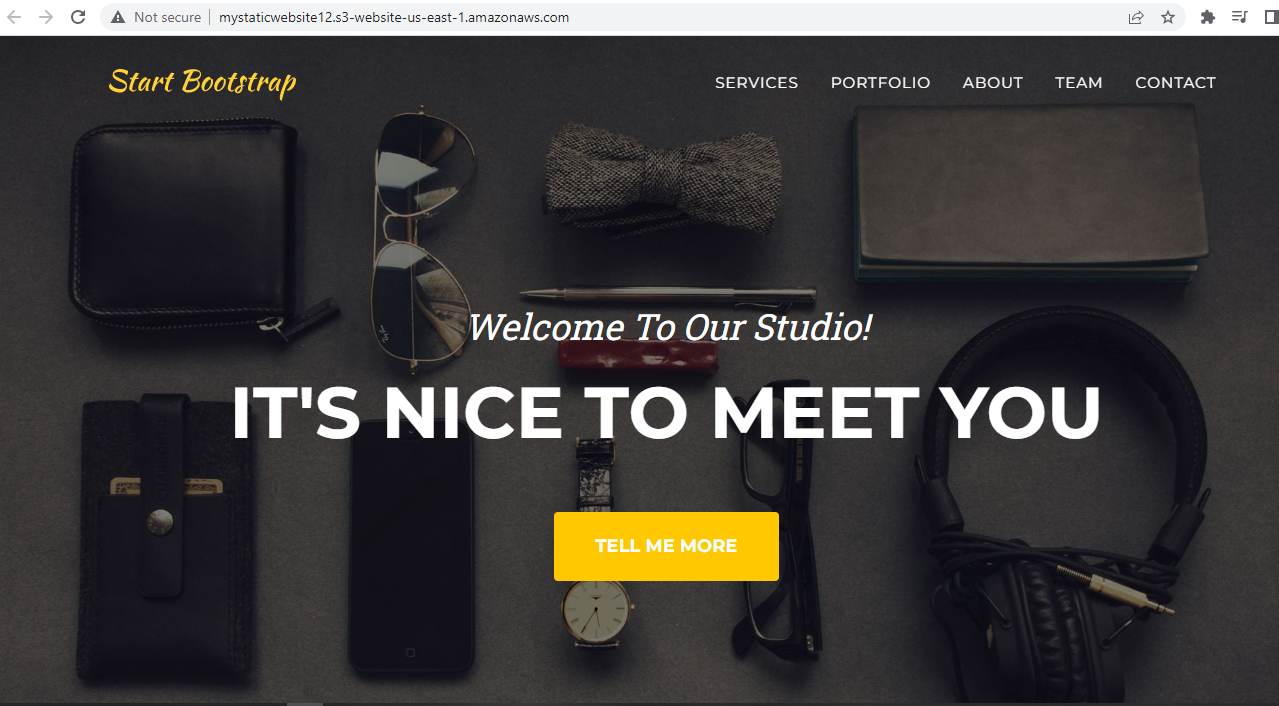 Not secure mystaticwebsite12.s3-website-us-east-1.amazonaws.com
Start Bootstrap
SERVICES PORTFOLIO ABOUT TEAM CONTACT
Welcome To Our Studio!
IT'S NICE TO MEET YOU
TELL ME MORE